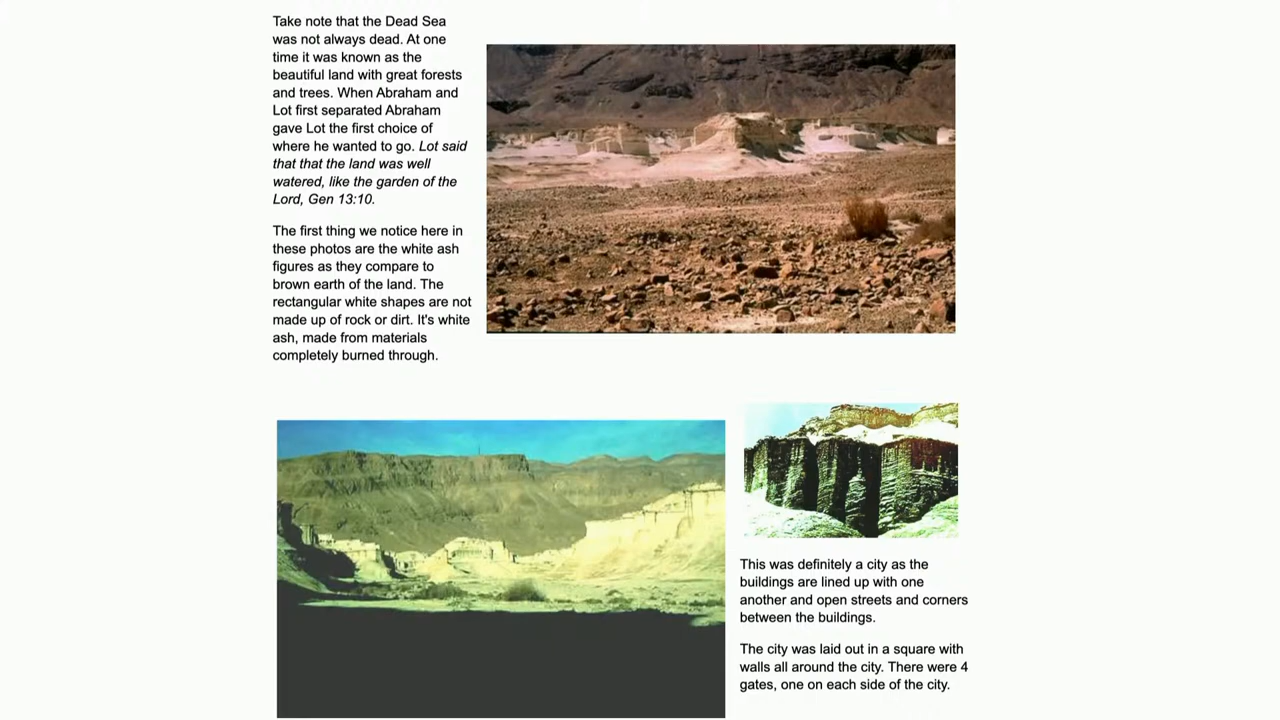 Take note that the Dead Sea
was not always dead. At one
time it was known as the
beautiful land with great forests
and trees. When Abraham and
Lot first separated Abraham
gave Lot the first choice of
where he wanted to go. Lot said
that that the land was well
watered, like the garden of the
Lord, Gen 13:10.
The first thing we notice here in
these photos are the white ash
figures as they compare to
brown earth of the land. The
rectangular white shapes are not
made up of rock or dirt. It's white
ash, made from materials
completely burned through.
This was definitely a city as the
buildings are lined up with one
another and open streets and corners
between the buildings.
The city was laid out in a square with
walls all around the city. There were 4
gates, one on each side of the city.